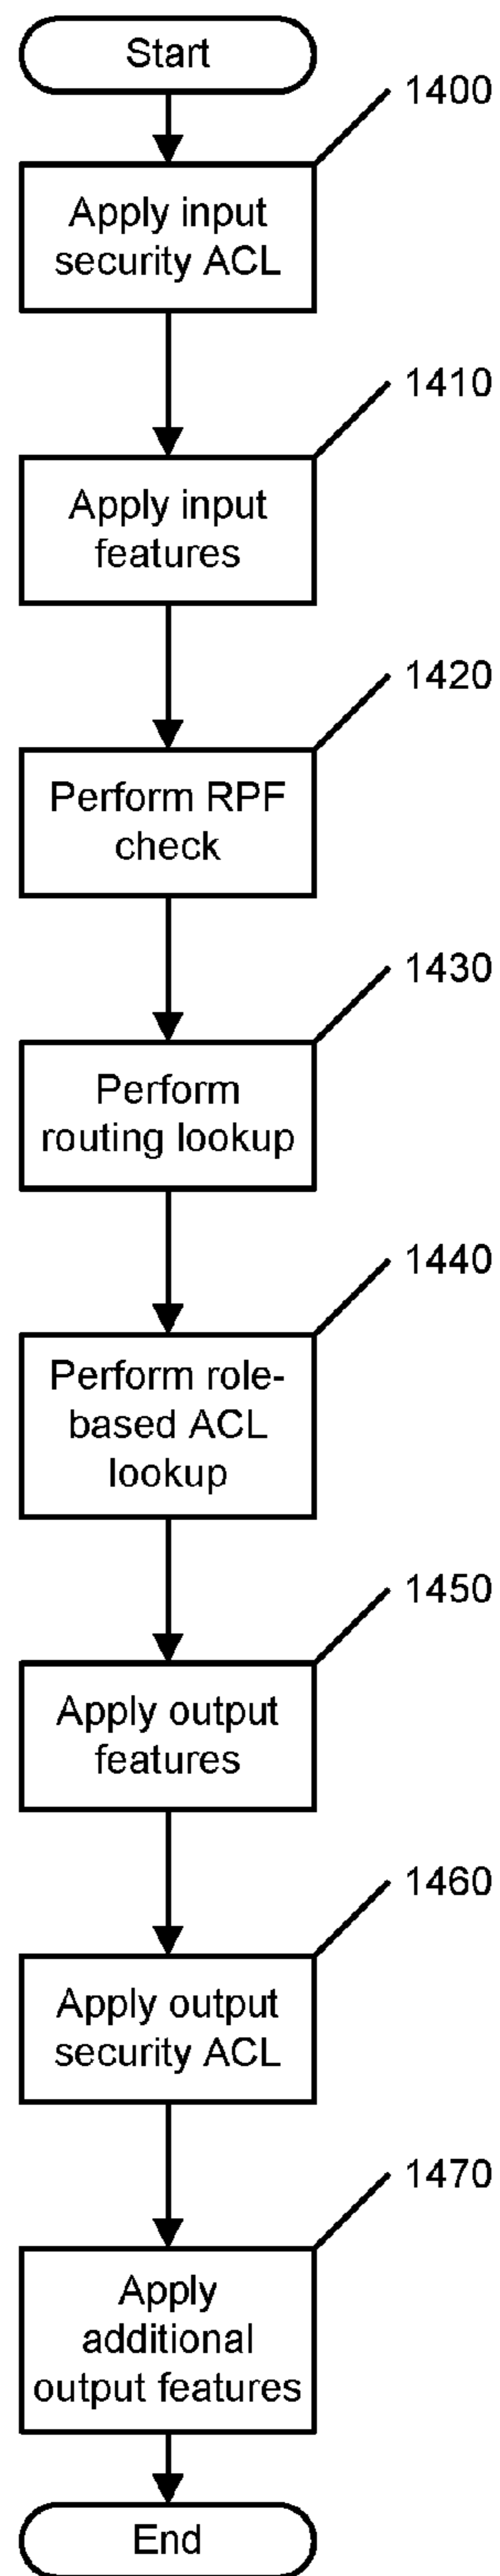 Start
1400
Apply input
security ACL
1410
Apply input
features
1420
Perform RPF
check
1430
Perform
routing lookup
1440
Perform role-
based ACL
lookup
1450
Apply output
features
1460
Apply output
security ACL
1470
Apply
additional
output features
End